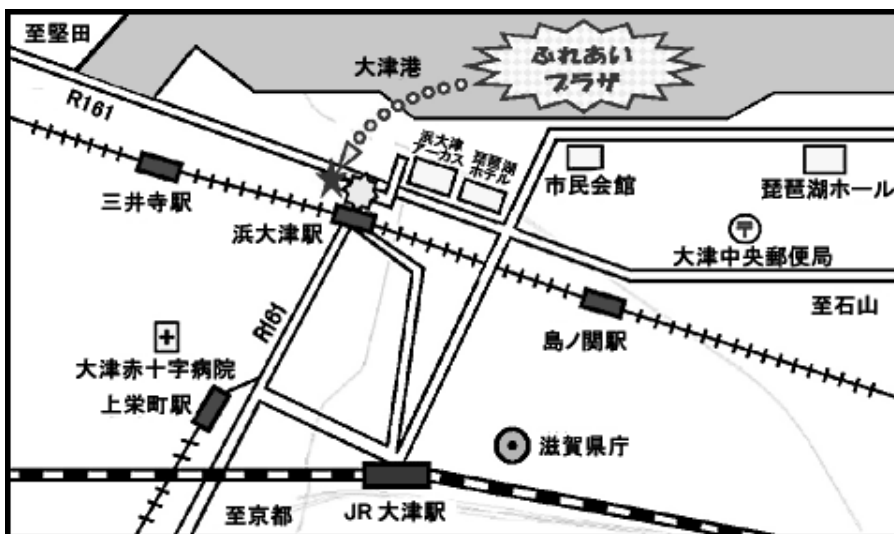 至堅田
大津港
ふれあい
プラザ
R161
浜大津
アーカス
琵琶湖
ホテル
市民会館
琵琶湖ホール
三井寺駅
浜大津駅
〒
大津中央郵便局
至石山
R161
島ノ関駅
大津赤十字病院
上栄町駅
滋賀県庁
至京都
JR大津駅